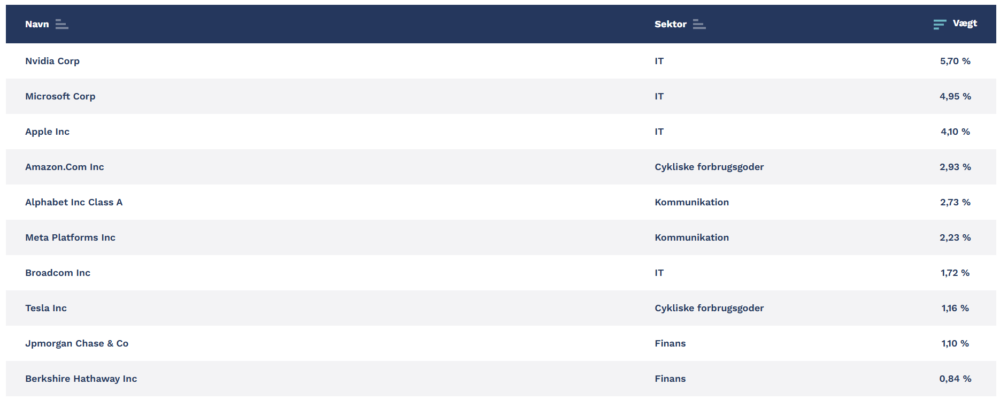 Navn Sektor Vægt
Nvidia Corp IT 5,70 %
Microsoft Corp IT 4,95 %
Apple Inc IT 4,10 %
Amazon.Com Inc Cykliske forbrugsgoder 2,93 %
Alphabet Inc Class A Kommunikation 2,73 %
Meta Platforms Inc Kommunikation 2,23 %
Broadcom Inc IT 1,72 %
Tesla Inc Cykliske forbrugsgoder 1,16 %
Jpmorgan Chase & Co Finans 1,10 %
Berkshire Hathaway Inc Finans 0,84 %